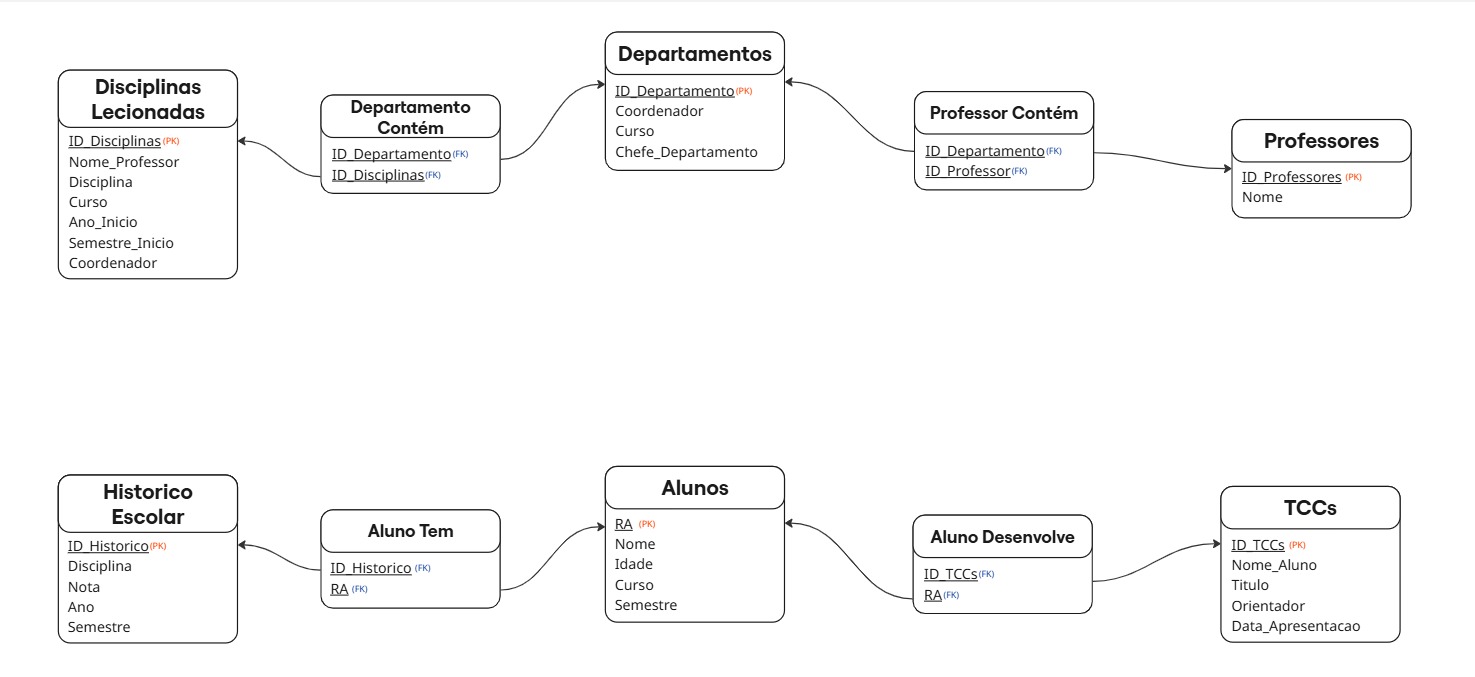 Disciplinas
Lecionadas
ID_Disciplinas(PK)
Nome_Professor
Disciplina
Curso
Ano_Inicio
Semestre_Inicio
Coordenador
Departamento
Contém
ID_Departamento(FK)
ID_Disciplinas(FK)
Departamentos
ID_Departamento(PK)
Coordenador
Curso
Chefe_Departamento
Professor Contém
ID_Departamento(FK)
ID_Professor(FK)
Professores
ID_Professores (PK)
Nome
Historico
Escolar
ID_Historico(PK)
Disciplina
Nota
Ano
Semestre
Aluno Tem
ID_Historico (FK)
RA (FK)
Alunos
RA (PK)
Nome
Idade
Curso
Semestre
Aluno Desenvolve
ID_TCCs(FK)
RA(FK)
TCCs
ID_TCCs (PK)
Nome_Aluno
Titulo
Orientador
Data_Apresentacao